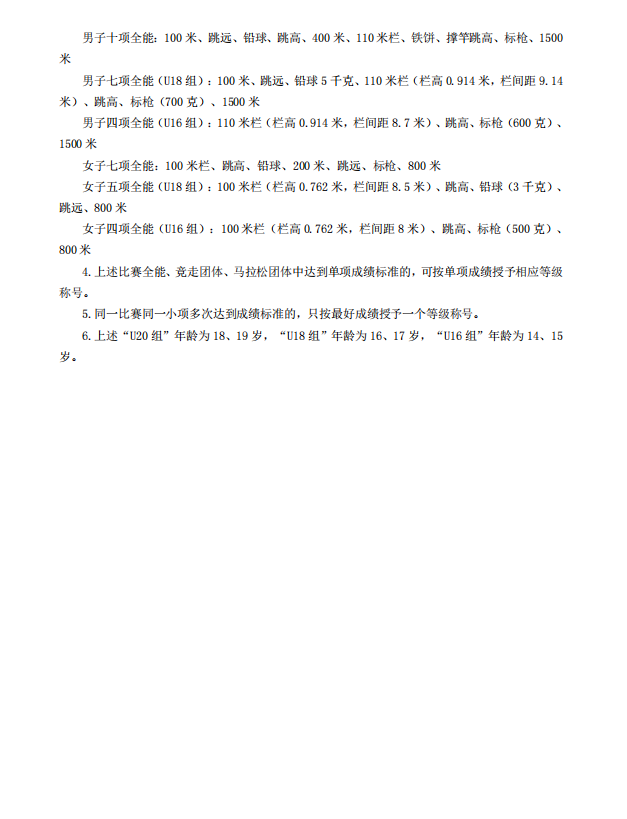 男子十项全能：100 米、跳远、铅球、跳高、400 米、110 米栏、铁饼、撑竿跳高、标枪、1500
米
男子七项全能（U18 组）：100 米、跳远、铅球 5 千克、110 米栏（栏高 0.914 米，栏间距 9.14
米）、跳高、标枪（700 克）、1500 米
男子四项全能（U16 组）：110 米栏（栏高 0.914 米，栏间距 8.7 米）、跳高、标枪（600 克）、
1500 米
女子七项全能：100 米栏、跳高、铅球、200 米、跳远、标枪、800 米
女子五项全能（U18 组）：100 米栏（栏高 0.762 米，栏间距 8.5 米）、跳高、铅球（3 千克）、
跳远、800 米
女子四项全能（U16 组）：100 米栏（栏高 0.762 米，栏间距 8 米）、跳高、标枪（500 克）、
800 米
4.上述比赛全能、竞走团体、马拉松团体中达到单项成绩标准的，可按单项成绩授予相应等级
称号。
5.同一比赛同一小项多次达到成绩标准的，只按最好成绩授予一个等级称号。
6.上述“U20 组”年龄为 18、19 岁，“U18 组”年龄为 16、17 岁，“U16 组”年龄为 14、15
岁。